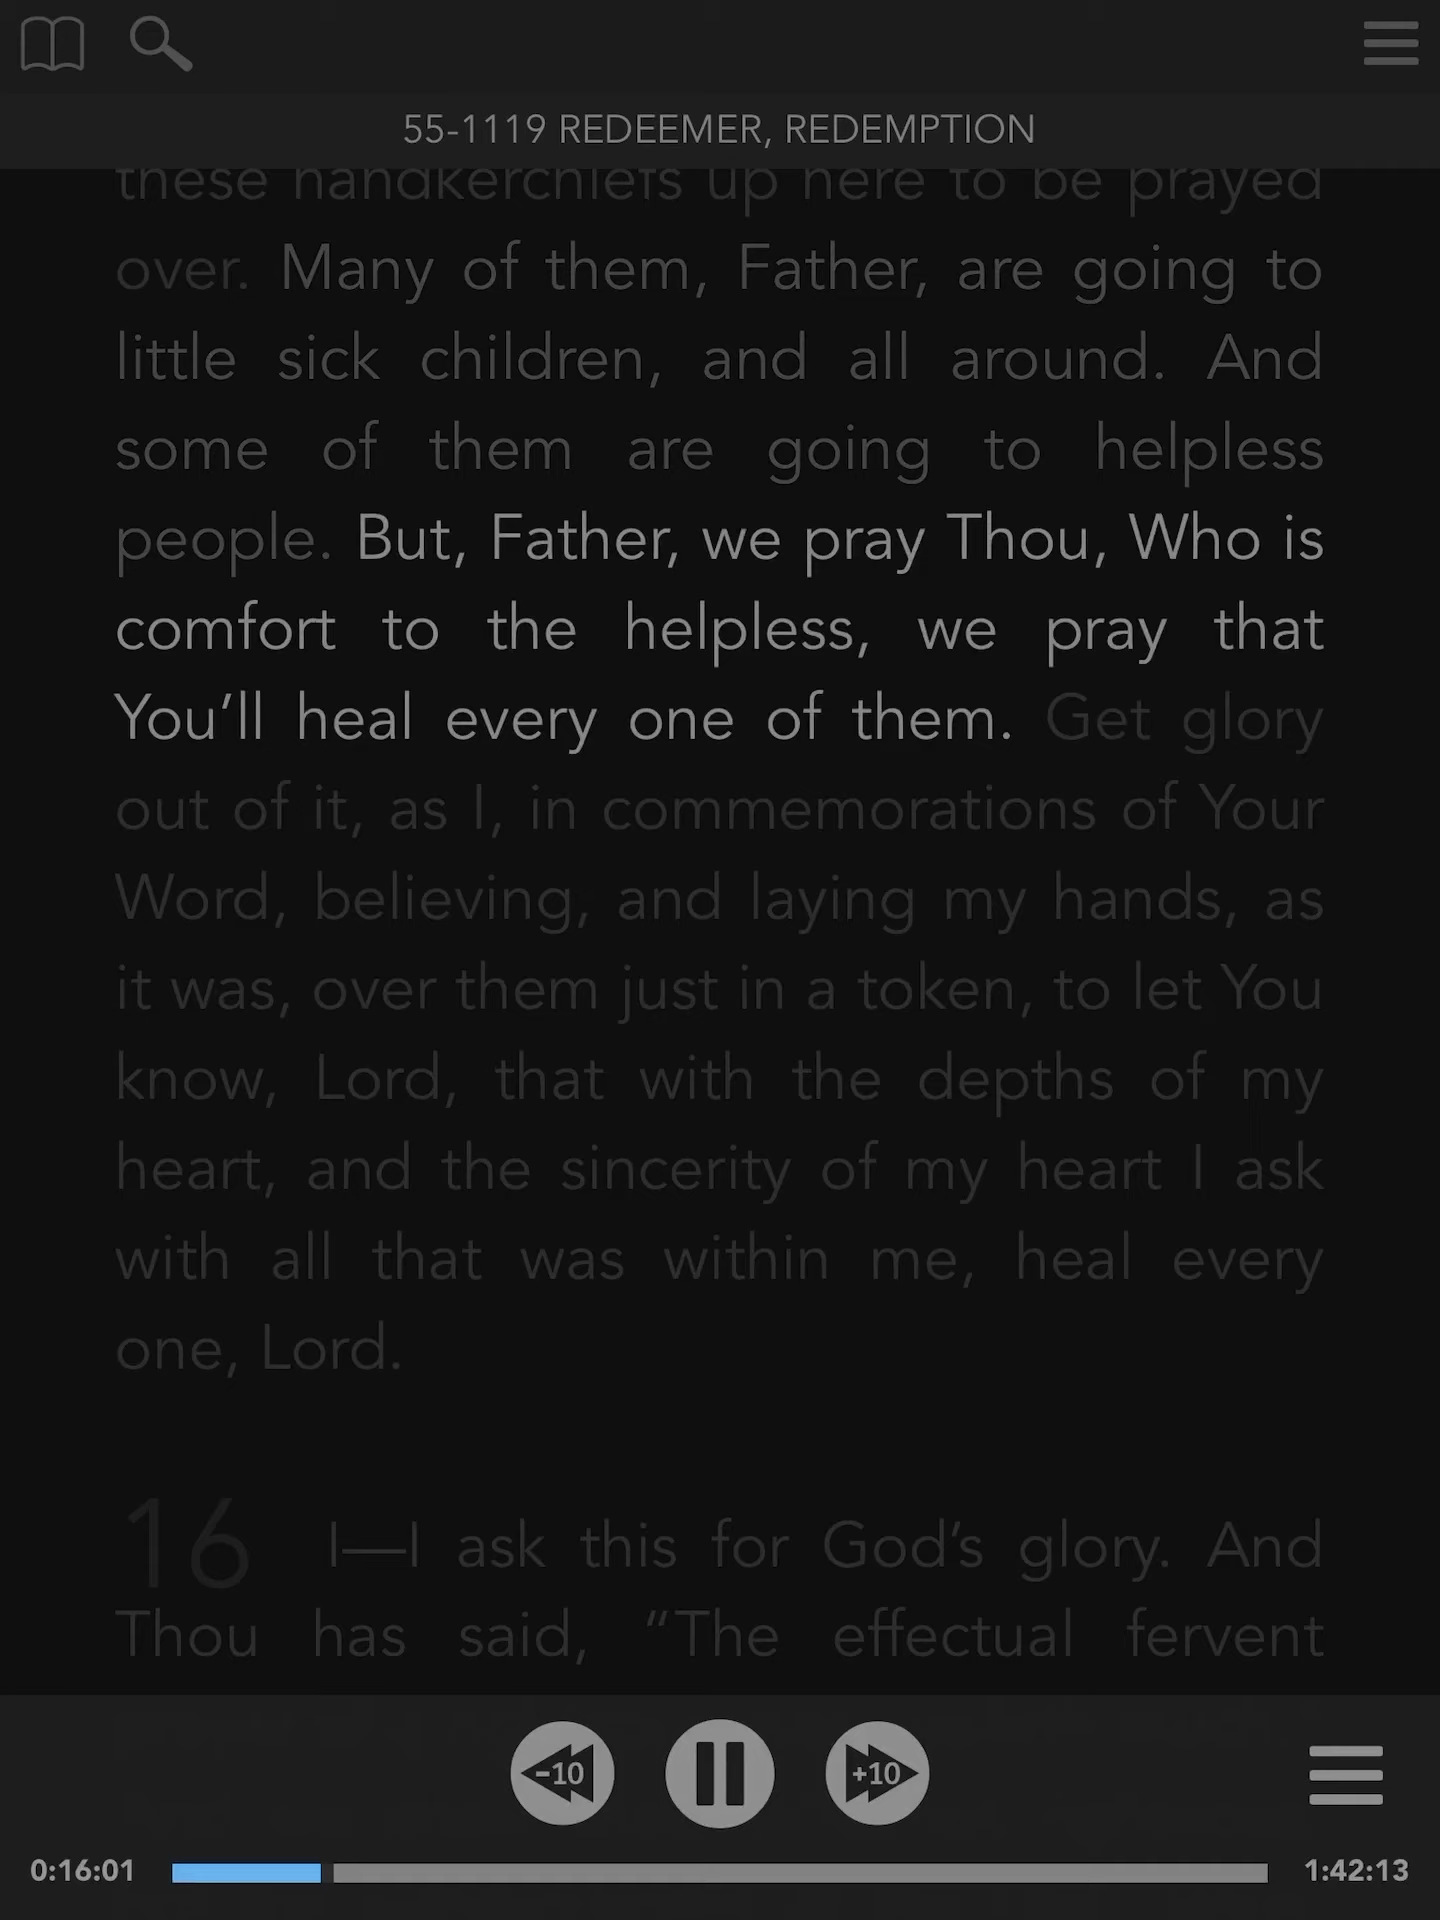 55-1119 REDEEMER, REDEMPTION
these handkerchiefs up here to be prayed
over. Many of them, Father, are going to
little sick children, and all around. And
some of them are going to helpless
people. But, Father, we pray Thou, Who is
comfort to the helpless, we pray that
You’ll heal every one of them. Get glory
out of it, as I, in commemorations of Your
Word, believing, and laying my hands, as
it was, over them just in a token, to let You
know, Lord, that with the depths of my
heart, and the sincerity of my heart I ask
with all that was within me, heal every
one, Lord.
16 I—I ask this for God’s glory. And
Thou has said, “The effectual fervent
-10 +10
0:16:01 1:42:13